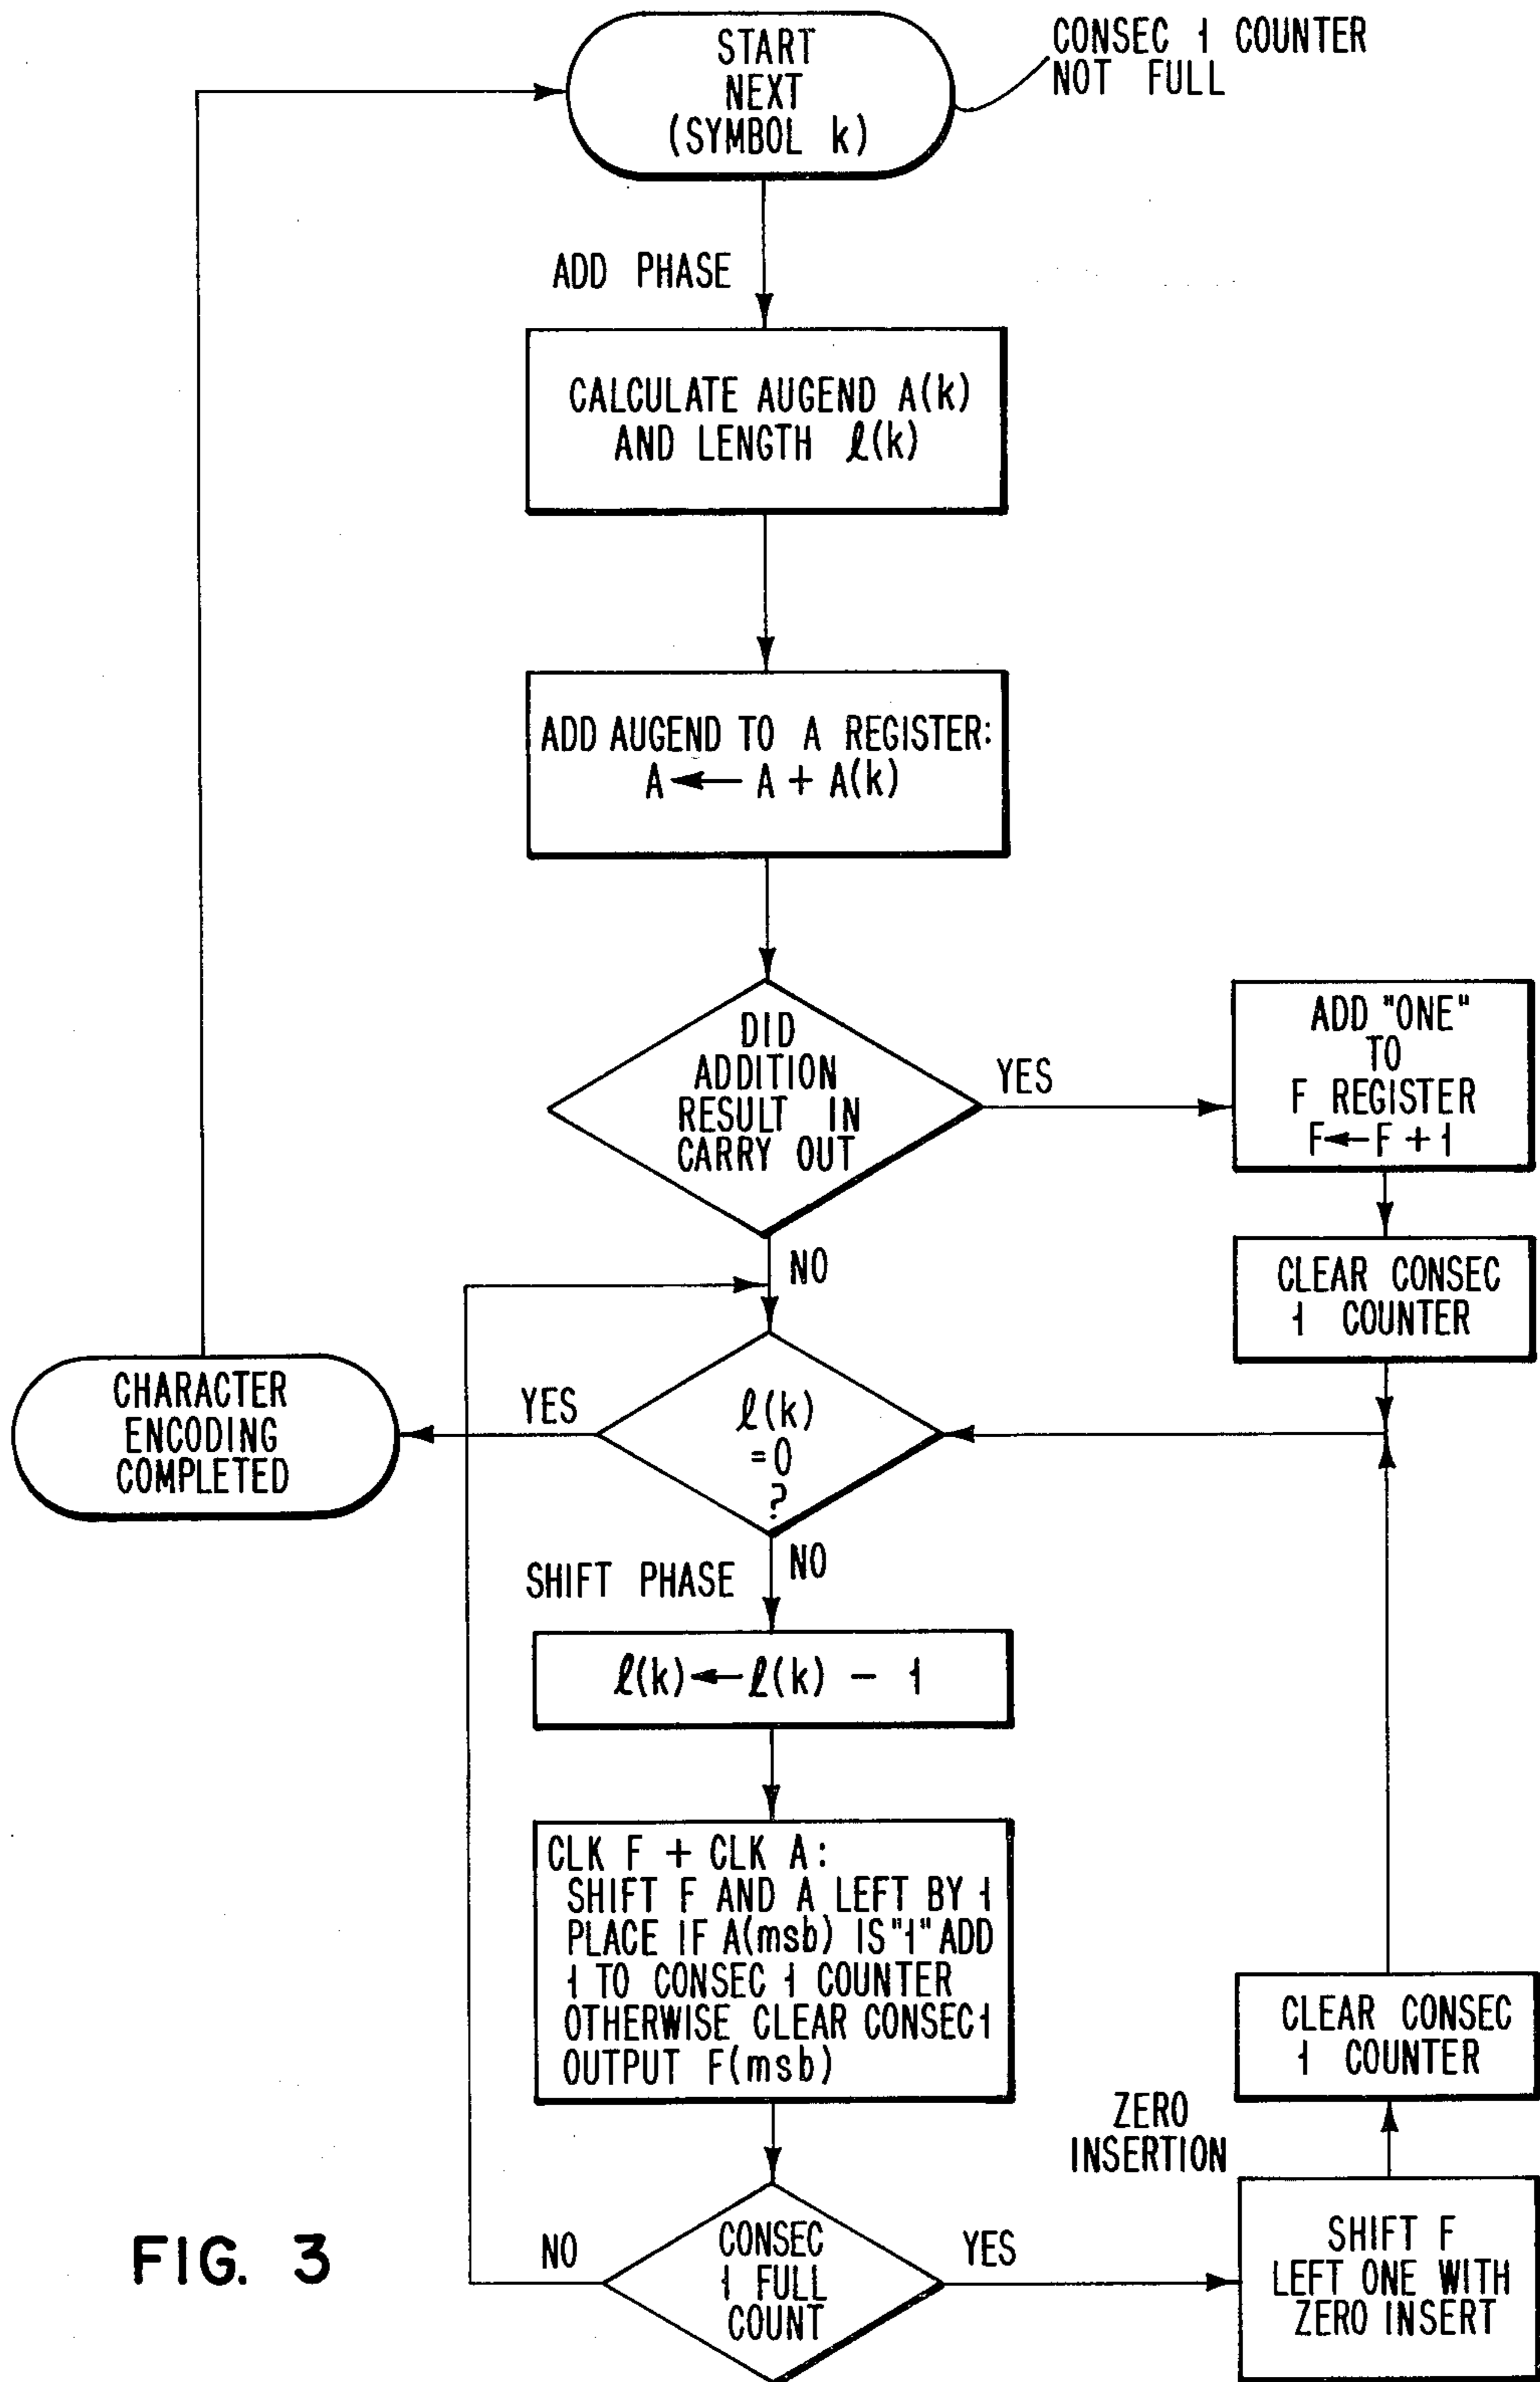 START
NEXT
(SYMBOL k)
CONSEC 1 COUNTER
NOT FULL
ADD PHASE
CALCULATE AUGEND A(k)
AND LENGTH ℓ(k)
ADD AUGEND TO A REGISTER:
A ← A + A(k)
DID
ADDITION
RESULT IN
CARRY OUT
YES
ADD "ONE"
TO
F REGISTER
F ← F + 1
NO
CLEAR CONSEC
1 COUNTER
CHARACTER
ENCODING
COMPLETED
YES
ℓ(k)
=0
?
NO
SHIFT PHASE
ℓ(k) ← ℓ(k) - 1
CLK F + CLK A:
SHIFT F AND A LEFT BY 1
PLACE IF A(msb) IS "1" ADD
1 TO CONSEC 1 COUNTER
OTHERWISE CLEAR CONSEC 1
OUTPUT F(msb)
CLEAR CONSEC
1 COUNTER
ZERO
INSERTION
NO
CONSEC
1 FULL
COUNT
YES
SHIFT F
LEFT ONE WITH
ZERO INSERT
FIG. 3